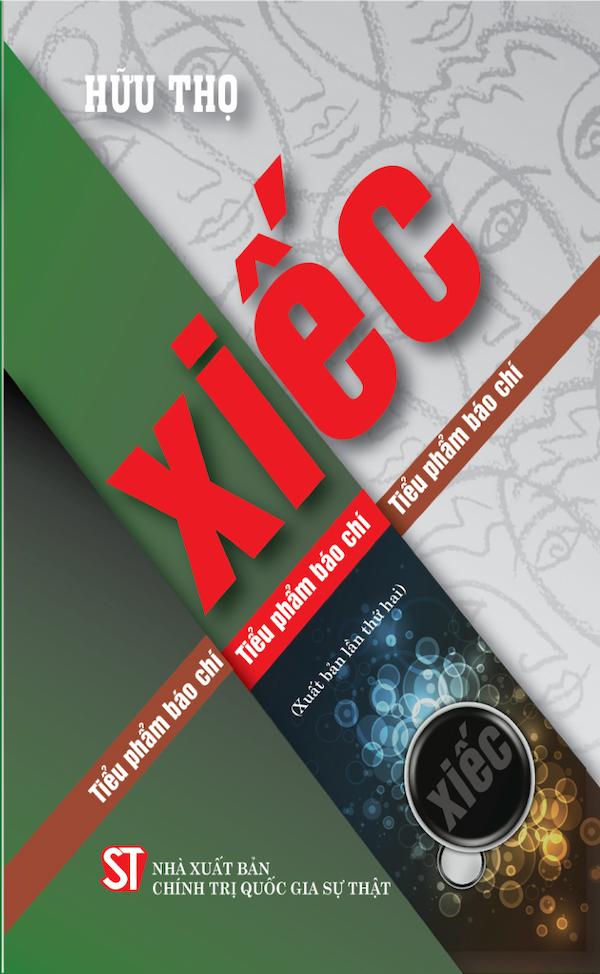 HỮU THỌ
xiếc
Tiểu phẩm báo chí
Tiểu phẩm báo chí
Tiểu phẩm báo chí
(Xuất bản lần thứ hai)
xiếc
ST
NHÀ XUẤT BẢN
CHÍNH TRỊ QUỐC GIA SỰ THẬT